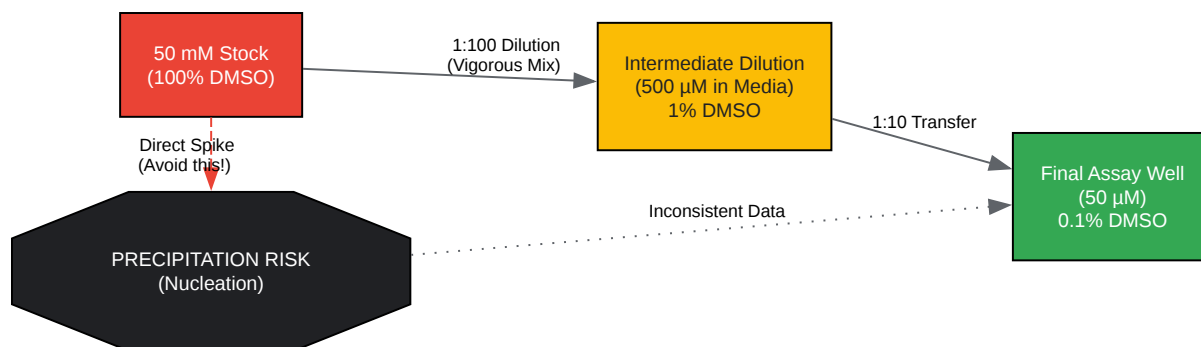 50 mM Stock
(100% DMSO)
1:100 Dilution
(Vigorous Mix)
Intermediate Dilution
(500 µM in Media)
1% DMSO
1:10 Transfer
Direct Spike
(Avoid this!)
Final Assay Well
(50 µM)
0.1% DMSO
Inconsistent Data
PRECIPITATION RISK
(Nucleation)